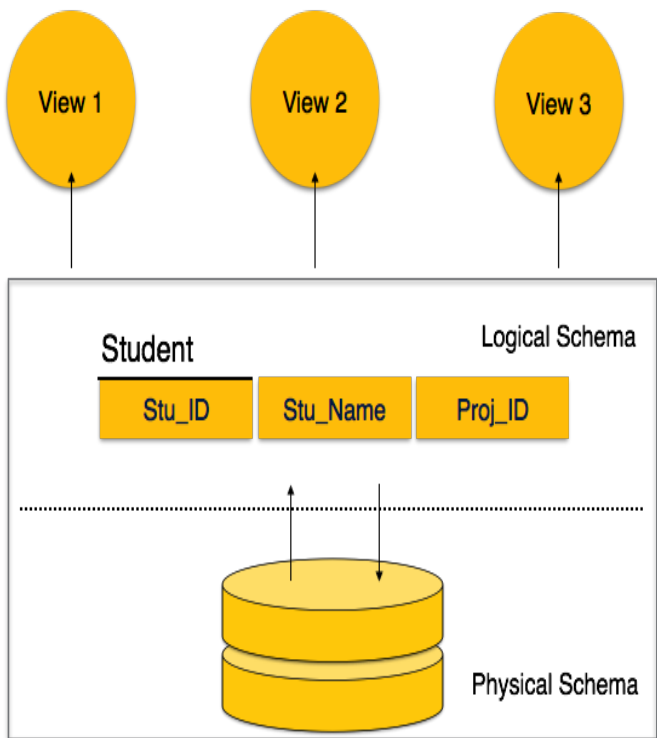 View 1
View 2
View 3
Logical Schema
Student
Stu_ID
Stu_Name
Proj_ID
Physical Schema